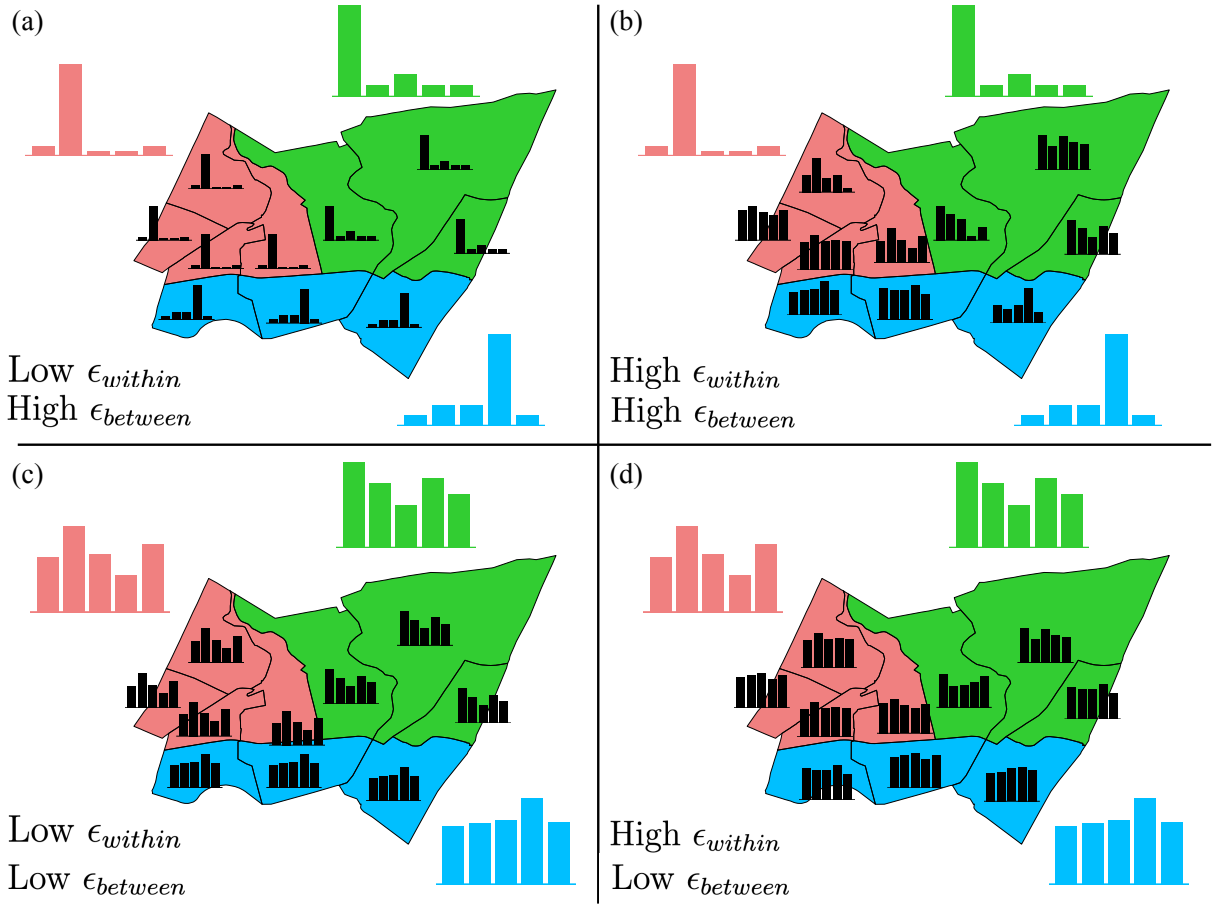 (a)
Low ϵ_within
High ϵ_between
(b)
High ϵ_within
High ϵ_between
(c)
Low ϵ_within
Low ϵ_between
(d)
High ϵ_within
Low ϵ_between